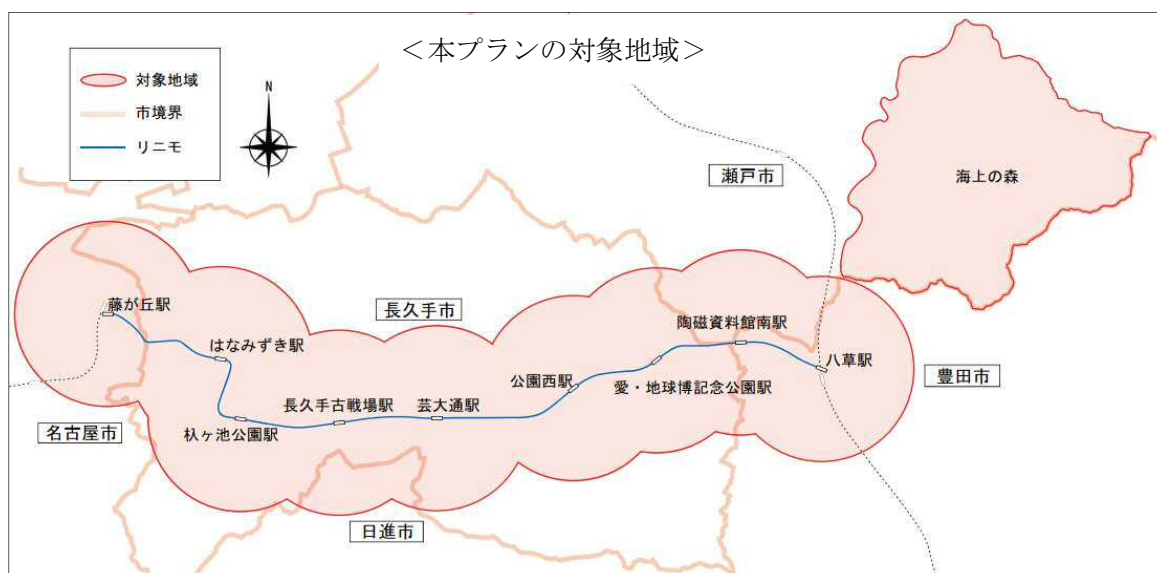 ＜本プランの対象地域＞
対象地域
市境界
リニモ
N
瀬戸市
海上の森
藤が丘駅
長久手市
はなみずき駅
陶磁資料館南駅
八草駅
公園西駅
愛・地球博記念公園駅
豊田市
長久手古戦場駅
芸大通駅
名古屋市
杁ヶ池公園駅
日進市